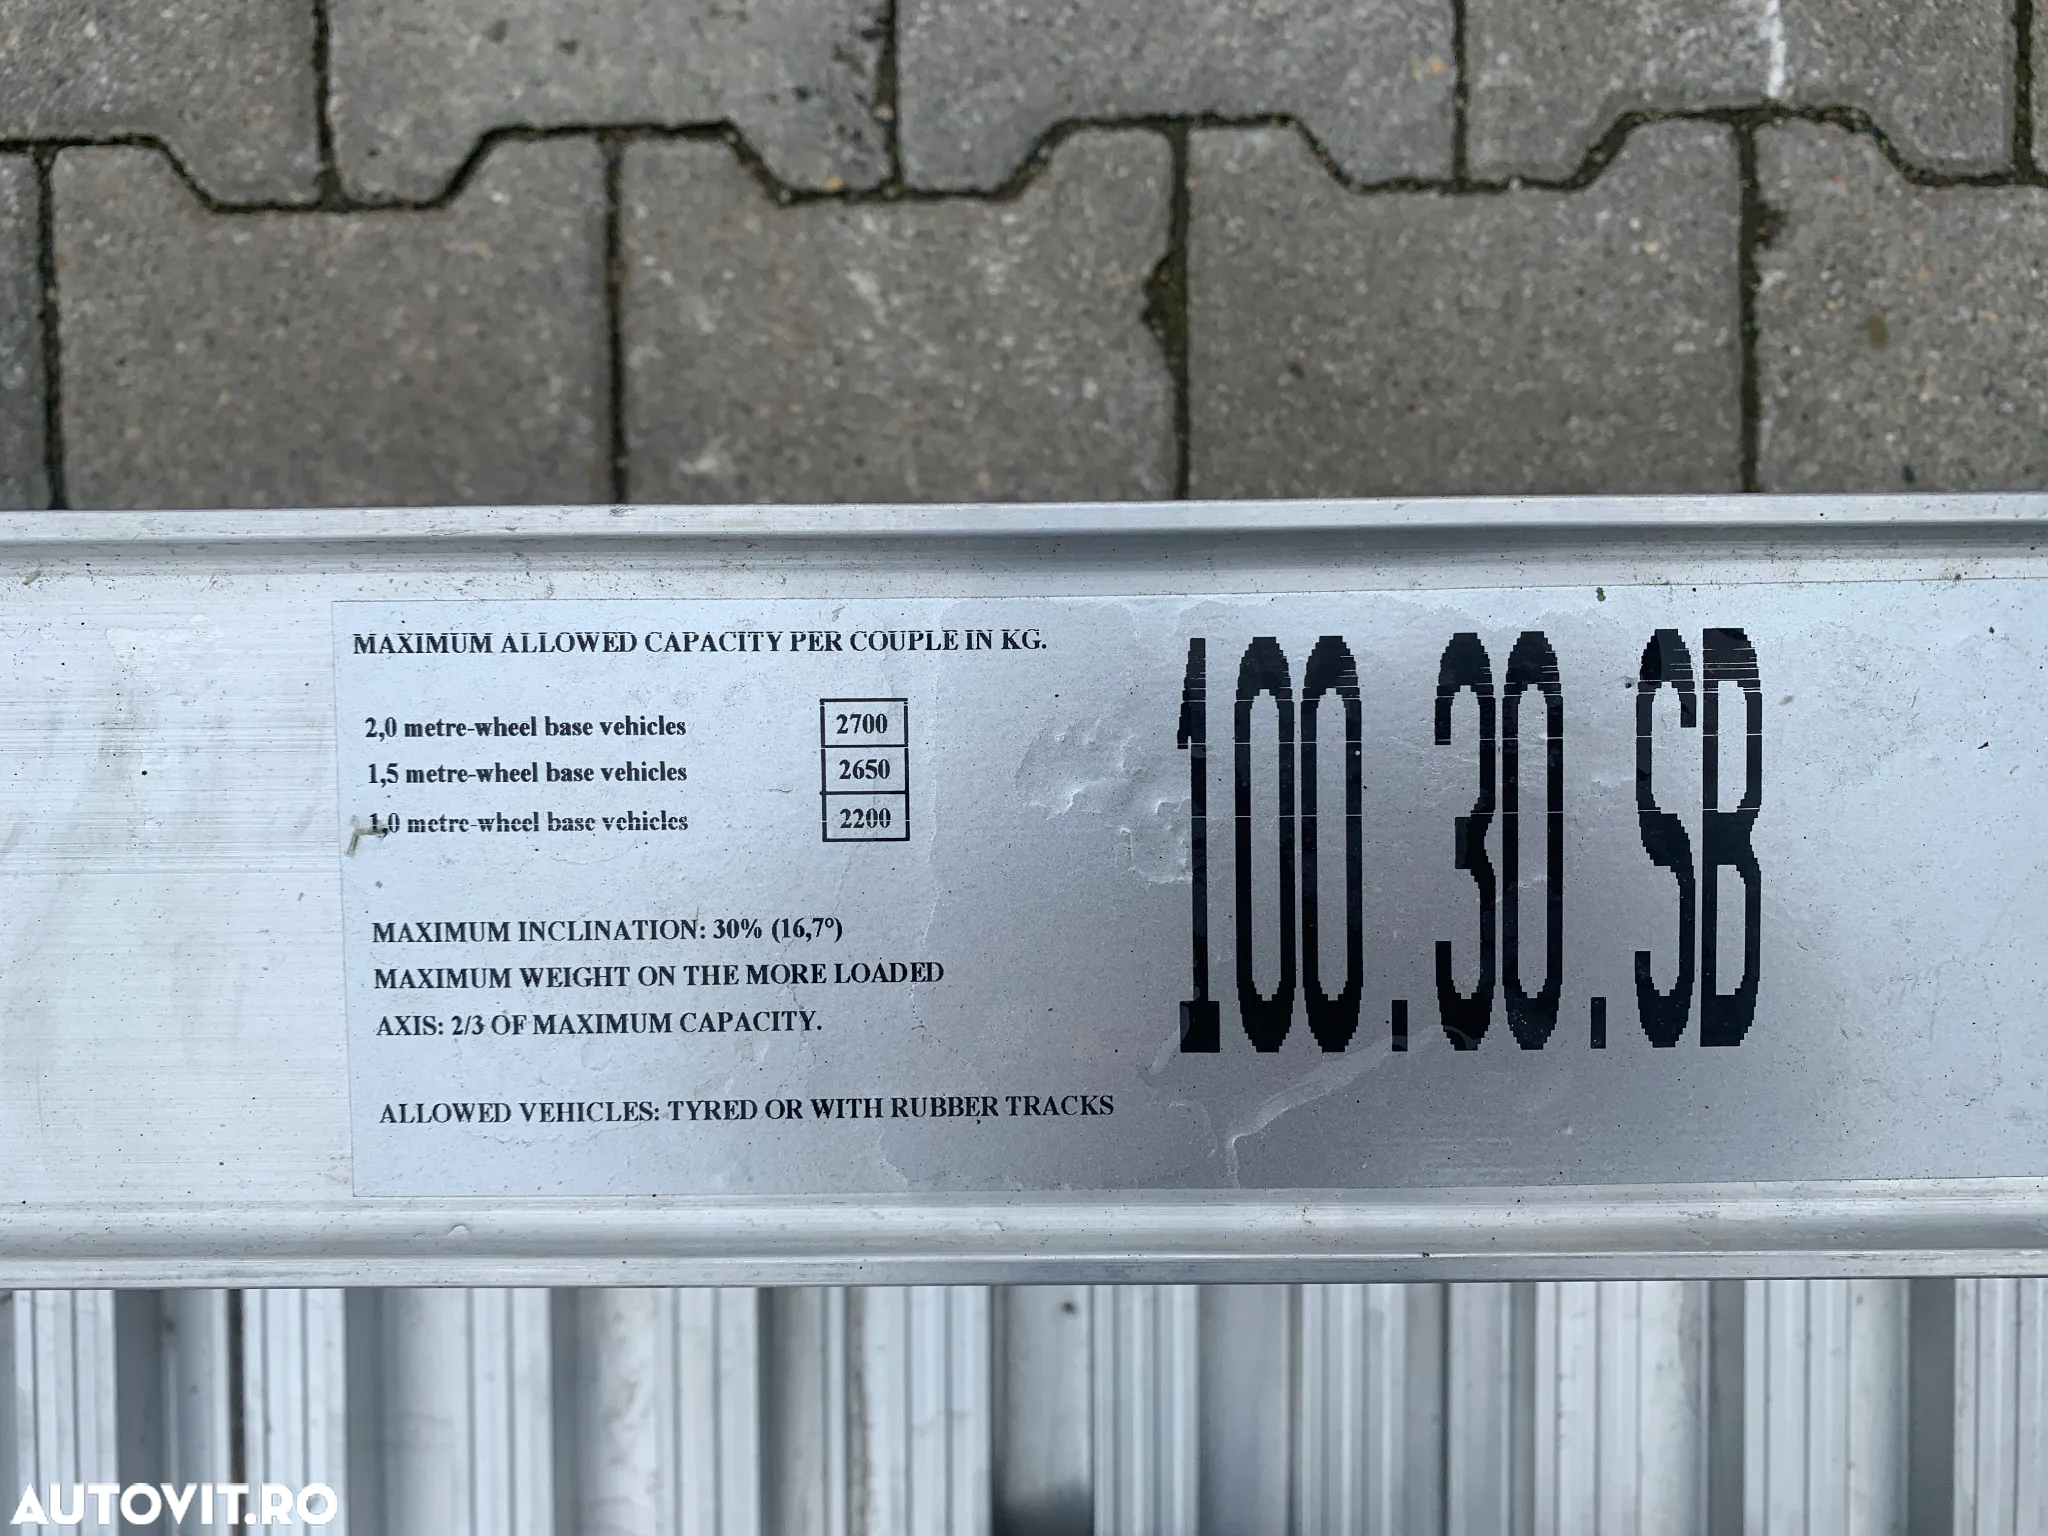 MAXIMUM ALLOWED CAPACITY PER COUPLE IN KG.
2,0 metre-wheel base vehicles 2700
1,5 metre-wheel base vehicles 2650
1,0 metre-wheel base vehicles 2200
MAXIMUM INCLINATION: 30% (16,7º)
MAXIMUM WEIGHT ON THE MORE LOADED
AXIS: 2/3 OF MAXIMUM CAPACITY.
ALLOWED VEHICLES: TYRED OR WITH RUBBER TRACKS
100.30.SB
AUTOVIT.RO